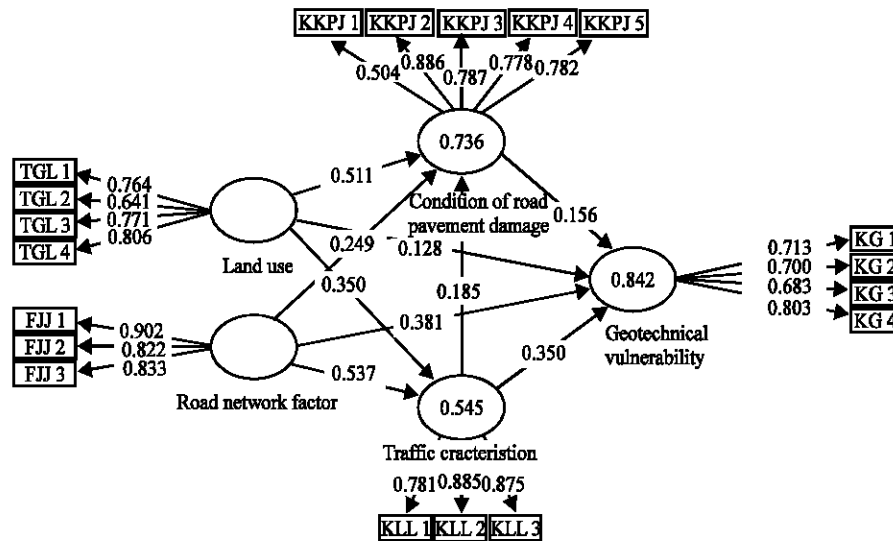 KKPJ 1 KKPJ 2 KKPJ 3 KKPJ 4 KKPJ 5
0.504 0.886 0.787 0.778 0.782
0.736
TGL 1
TGL 2
TGL 3
TGL 4
0.764
0.641
0.771
0.806
0.511
Condition of road
pavement damage
0.156
Land use
0.249
0.128
0.350
0.185
0.842
0.713
0.700
0.683
0.803
KG 1
KG 2
KG 3
KG 4
Geotechnical
vulnerability
FJJ 1
FJJ 2
FJJ 3
0.902
0.822
0.833
0.381
0.350
0.537
Road network factor
0.545
Traffic cracteristion
0.781 0.885 0.875
KLL 1 KLL 2 KLL 3